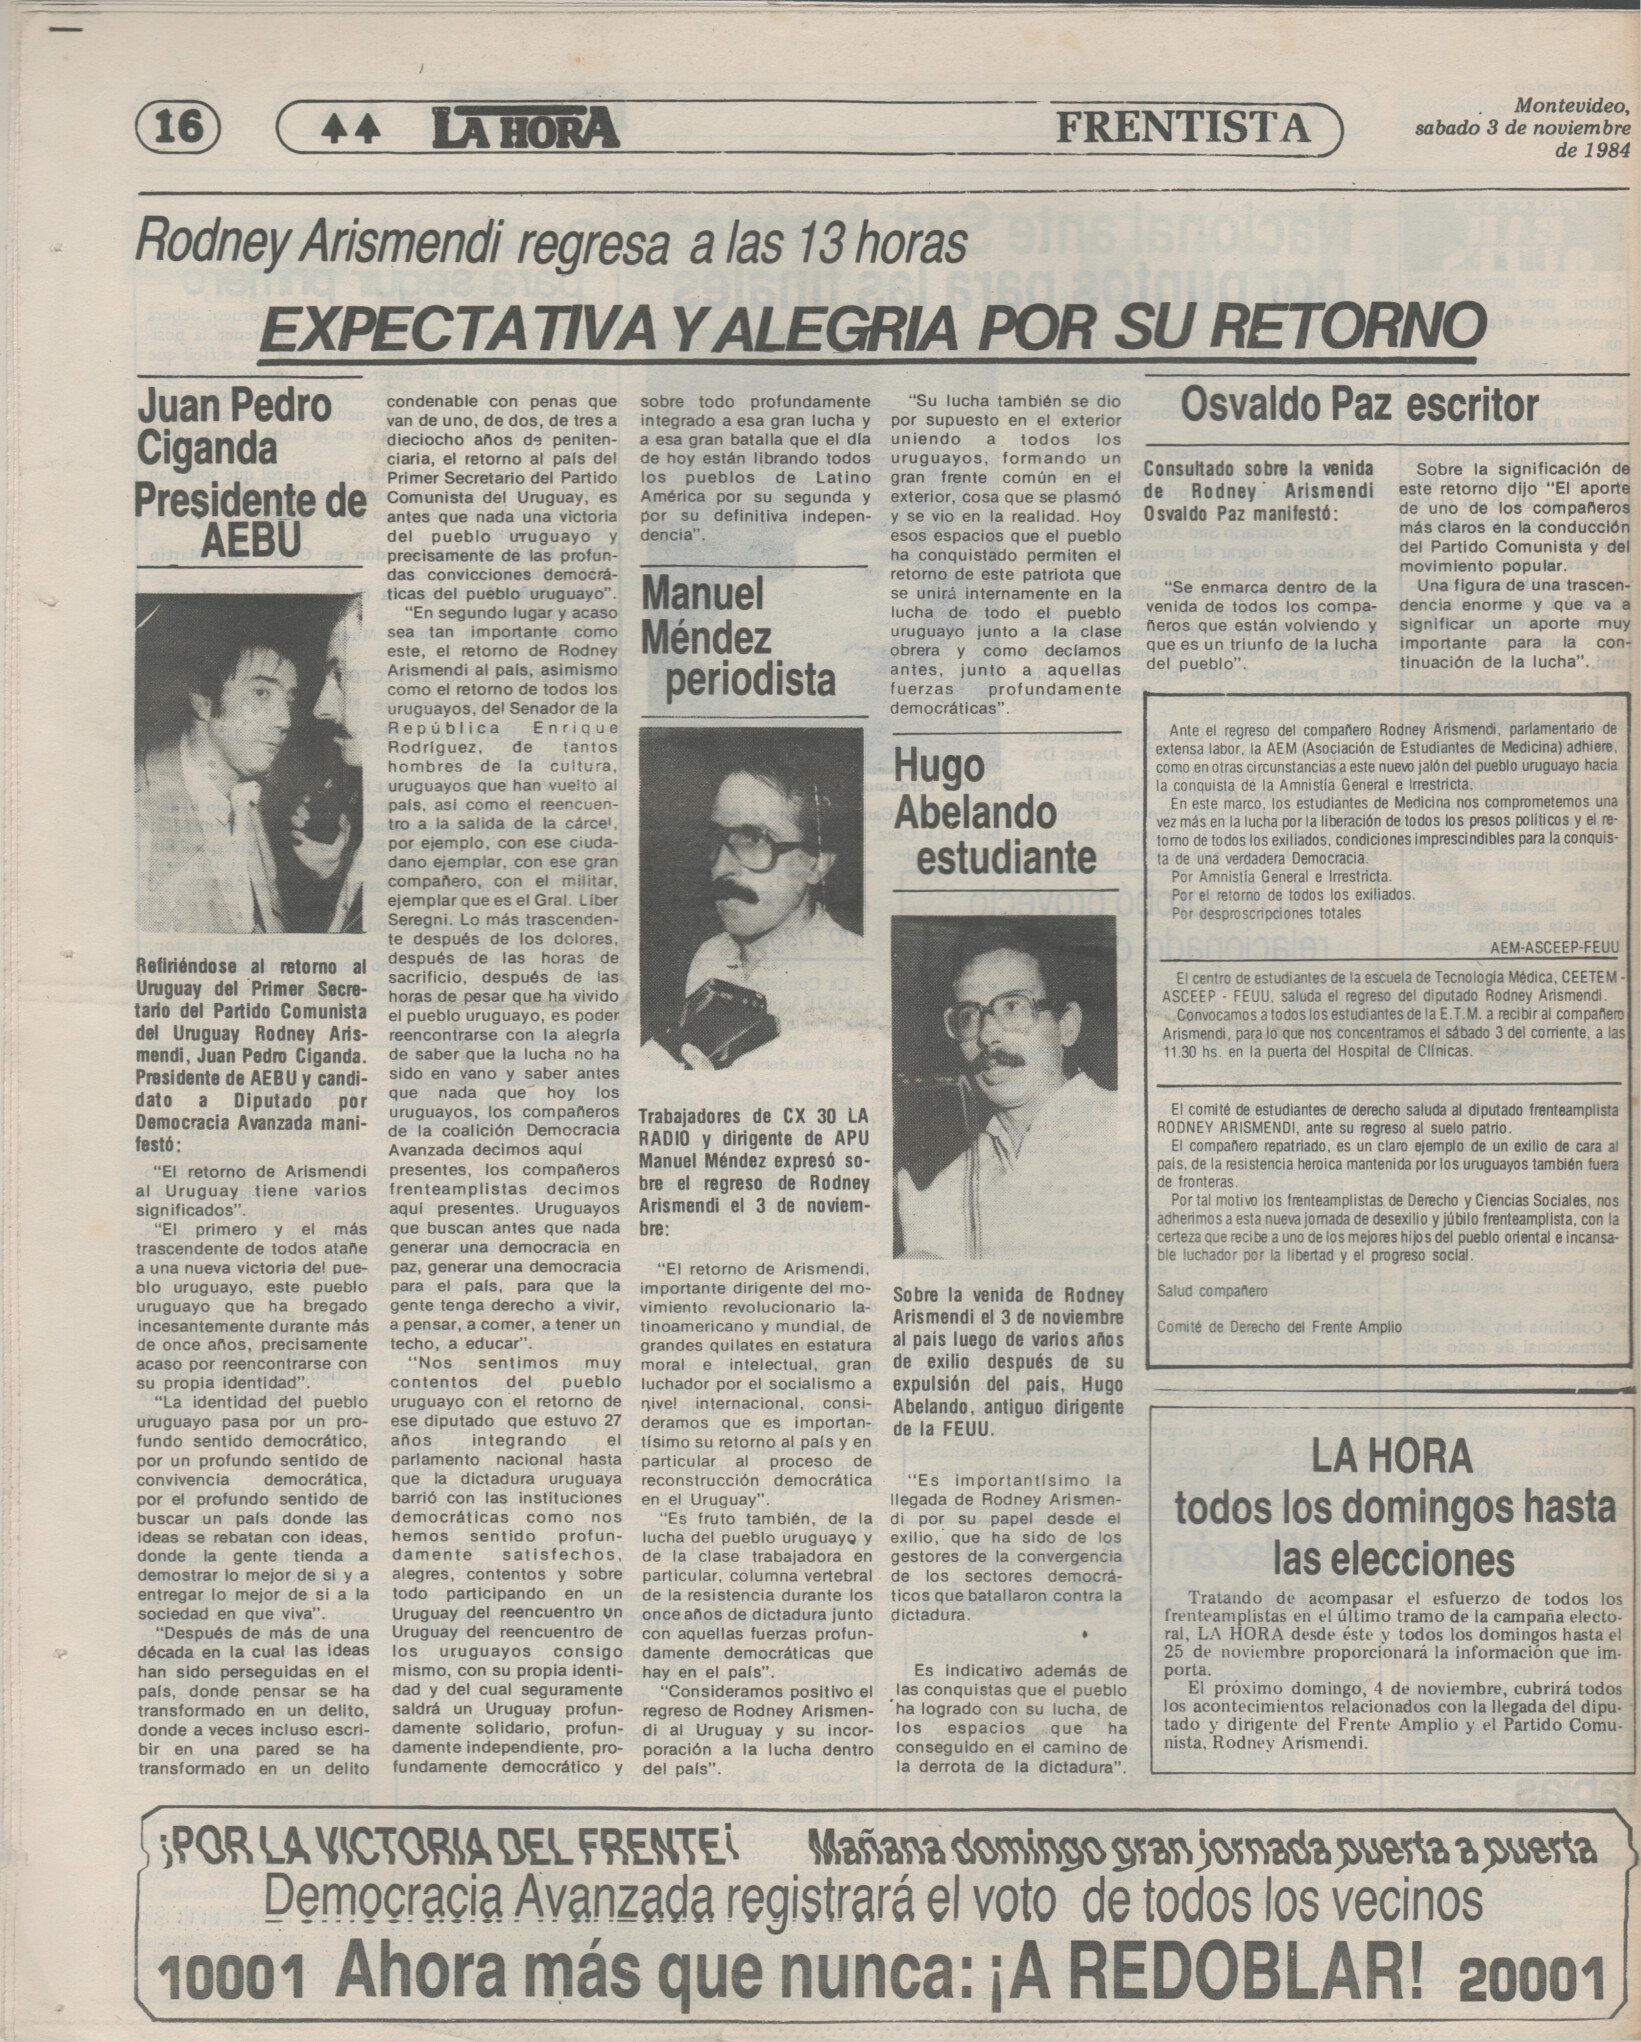 16
LA HORA
FRENTISTA
Montevideo,
sabado 3 de noviembre
de 1984
Rodney Arismendi regresa a las 13 horas
EXPECTATIVA Y ALEGRIA POR SU RETORNO
Juan Pedro
Ciganda
Presidente de
AEBU
Refiriéndose al retorno al
Uruguay del Primer Secre-
tario del Partido Comunista
del Uruguay Rodney Aris-
mendi, Juan Pedro Ciganda.
Presidente de AEBU y candi-
dato a Diputado por
Democracia Avanzada mani-
festó:
"El retorno de Arismendi
al Uruguay tiene varios
significados".
"El primero y el más
trascendente de todos atañe
a una nueva victoria del pue-
blo uruguayo, este pueblo
uruguayo que ha bregado
incesantemente durante más
de once años, precisamente
acaso por reencontrarse con
su propia identidad".
"La identidad del pueblo
uruguayo pasa por un pro-
fundo sentido democrático,
por un profundo sentido de
convivencia democrática,
por el profundo sentido de
buscar un país donde las
ideas se rebatan con ideas,
donde la gente tienda a
demostrar lo mejor de si y a
entregar lo mejor de si a la
sociedad en que viva".
"Después de más de una
década en la cual las ideas
han sido perseguidas en el
país, donde pensar se ha
transformado en un delito,
donde a veces incluso escri-
bir en una pared se ha
transformado en un delito
condenable con penas que
van de uno, de dos, de tres a
dieciocho años de peniten-
ciaria, el retorno al país del
Primer Secretario del Partido
Comunista del Uruguay, es
antes que nada una victoria
del pueblo uruguayo y
precisamente de las profun-
das convicciones democrá-
ticas del pueblo uruguayo".
"En segundo lugar y acaso
sea tan importante como
este, el retorno de Rodney
Arismendi al país, asimismo
como el retorno de todos los
uruguayos, del Senador de la
República Enrique
Rodríguez, de tantos
hombres de la cultura,
uruguayos que han vuelto al
país, así como el reencuen-
tro a la salida de la cárcel,
por ejemplo, con ese ciuda-
dano ejemplar, con ese gran
compañero, con el militar,
ejemplar que es el Gral. Liber
Seregni. Lo más trascenden-
te después de los dolores,
después de las horas de
sacrificio, después de las
horas de pesar que ha vivido
el pueblo uruguayo, es poder
reencontrarse con la alegría
de saber que la lucha no ha
sido en vano y saber antes
que nada que hoy los
uruguayos, los compañeros
de la coalición Democracia
Avanzada decimos aquí
presentes, los compañeros
frenteamplistas decimos
aquí presentes. Uruguayos
que buscan antes que nada
generar una democracia en
paz, generar una democracia
para el país, para que la
gente tenga derecho a vivir,
a pensar, a comer, a tener un
techo, a educar".
"Nos sentimos muy
contentos del pueblo
uruguayo con el retorno de
ese diputado que estuvo 27
años integrando el
parlamento nacional hasta
que la dictadura uruguaya
barrió con las instituciones
democráticas como nos
hemos sentido profun-
damente satisfechos,
alegres, contentos y sobre
todo participando en un
Uruguay del reencuentro un
Uruguay del reencuentro de
los uruguayos consigo
mismo, con su propia identi-
dad y del cual seguramente
saldrá un Uruguay profun-
damente solidario, profun-
damente independiente, pro-
fundamente democrático y
sobre todo profundamente
integrado a esa gran lucha y
a esa gran batalla que el día
de hoy están librando todos
los pueblos de Latino
América por su segunda y
por su definitiva indepen-
dencia".
Manuel
Méndez
periodista
Trabajadores de CX 30 LA
RADIO y dirigente de APU
Manuel Méndez expresó so-
bre el regreso de Rodney
Arismendi el 3 de noviem-
bre:
"El retorno de Arismendi,
importante dirigente del mo-
vimiento revolucionario la-
tinoamericano y mundial, de
grandes quilates en estatura
moral e intelectual, gran
luchador por el socialismo a
nivel internacional, consi-
deramos que es importan-
tísimo su retorno al país y en
particular al proceso de
reconstrucción democrática
en el Uruguay".
"Es fruto también, de la
lucha del pueblo uruguayo y
de la clase trabajadora en
particular, columna vertebral
de la resistencia durante los
once años de dictadura junto
con aquellas fuerzas profun-
damente democráticas que
hay en el país".
"Consideramos positivo el
regreso de Rodney Arismen-
di al Uruguay y su incor-
poración a la lucha dentro
del país".
"Su lucha también se dio
por supuesto en el exterior
uniendo a todos los
uruguayos, formando un
gran frente común en el
exterior, cosa que se plasmó
y se vio en la realidad. Hoy
esos espacios que el pueblo
ha conquistado permiten el
retorno de este patriota que
se unirá internamente en la
lucha de todo el pueblo
uruguayo junto a la clase
obrera y como decíamos
antes, junto a aquellas
fuerzas profundamente
democráticas".
Hugo
Abelando
estudiante
Sobre la venida de Rodney
Arismendi el 3 de noviembre
al país luego de varios años
de exilio después de su
expulsión del país, Hugo
Abelando, antiguo dirigente
de la FEUU.
"Es importantísimo la
llegada de Rodney Arismen-
di por su papel desde el
exilio, que ha sido de los
gestores de la convergencia
de los sectores democrá-
ticos que batallaron contra la
dictadura.
Es indicativo además de
las conquistas que el pueblo
ha logrado con su lucha, de
los espacios que ha
conseguido en el camino de
la derrota de la dictadura".
Osvaldo Paz escritor
Consultado sobre la venida
de Rodney Arismendi
Osvaldo Paz manifestó:
"Se enmarca dentro de la
venida de todos los compa-
ñeros que están volviendo y
que es un triunfo de la lucha
del pueblo".
Sobre la significación de
este retorno dijo "El aporte
de uno de los compañeros
más claros en la conducción
del Partido Comunista y del
movimiento popular.
Una figura de una trascen-
dencia enorme y que va a
significar un aporte muy
importante para la con-
tinuación de la lucha".
Ante el regreso del compañero Rodney Arismendi, parlamentario de
extensa labor, la AEM (Asociación de Estudiantes de Medicina) adhiere,
como en otras circunstancias a este nuevo jalón del pueblo uruguayo hacia
la conquista de la Amnistía General e Irrestricta.
En este marco, los estudiantes de Medicina nos comprometemos una
vez más en la lucha por la liberación de todos los presos políticos y el re-
torno de todos los exiliados, condiciones imprescindibles para la conquis-
ta de una verdadera Democracia.
Por Amnistía General e Irrestricta.
Por el retorno de todos los exiliados.
Por desproscripciones totales
AEM-ASCEEP-FEUU
El centro de estudiantes de la escuela de Tecnología Médica, CEETEM -
ASCEEP - FEUU, saluda el regreso del diputado Rodney Arismendi.
Convocamos a todos los estudiantes de la E.T.M. a recibir al compañero
Arismendi, para lo que nos concentramos el sábado 3 del corriente, a las
11.30 hs. en la puerta del Hospital de Clínicas.
El comité de estudiantes de derecho saluda al diputado frenteamplista
RODNEY ARISMENDI, ante su regreso al suelo patrio.
El compañero repatriado, es un claro ejemplo de un exilio de cara al
país, de la resistencia heroica mantenida por los uruguayos también fuera
de fronteras.
Por tal motivo los frenteamplistas de Derecho y Ciencias Sociales, nos
adherimos a esta nueva jornada de desexilio y júbilo frenteamplista, con la
certeza que recibe a uno de los mejores hijos del pueblo oriental e incansa-
ble luchador por la libertad y el progreso social.
Salud compañero
Comité de Derecho del Frente Amplio
LA HORA
todos los domingos hasta
las elecciones
Tratando de acompasar el esfuerzo de todos los
frenteamplistas en el último tramo de la campaña electo-
ral, LA HORA desde éste y todos los domingos hasta el
25 de noviembre proporcionará la información que im-
porta.
El próximo domingo, 4 de noviembre, cubrirá todos
los acontecimientos relacionados con la llegada del dipu-
tado y dirigente del Frente Amplio y el Partido Comu-
nista, Rodney Arismendi.
¡POR LA VICTORIA DEL FRENTE¡ Mañana domingo gran jornada puerta a puerta
Democracia Avanzada registrará el voto de todos los vecinos
10001 Ahora más que nunca: ¡A REDOBLAR! 20001